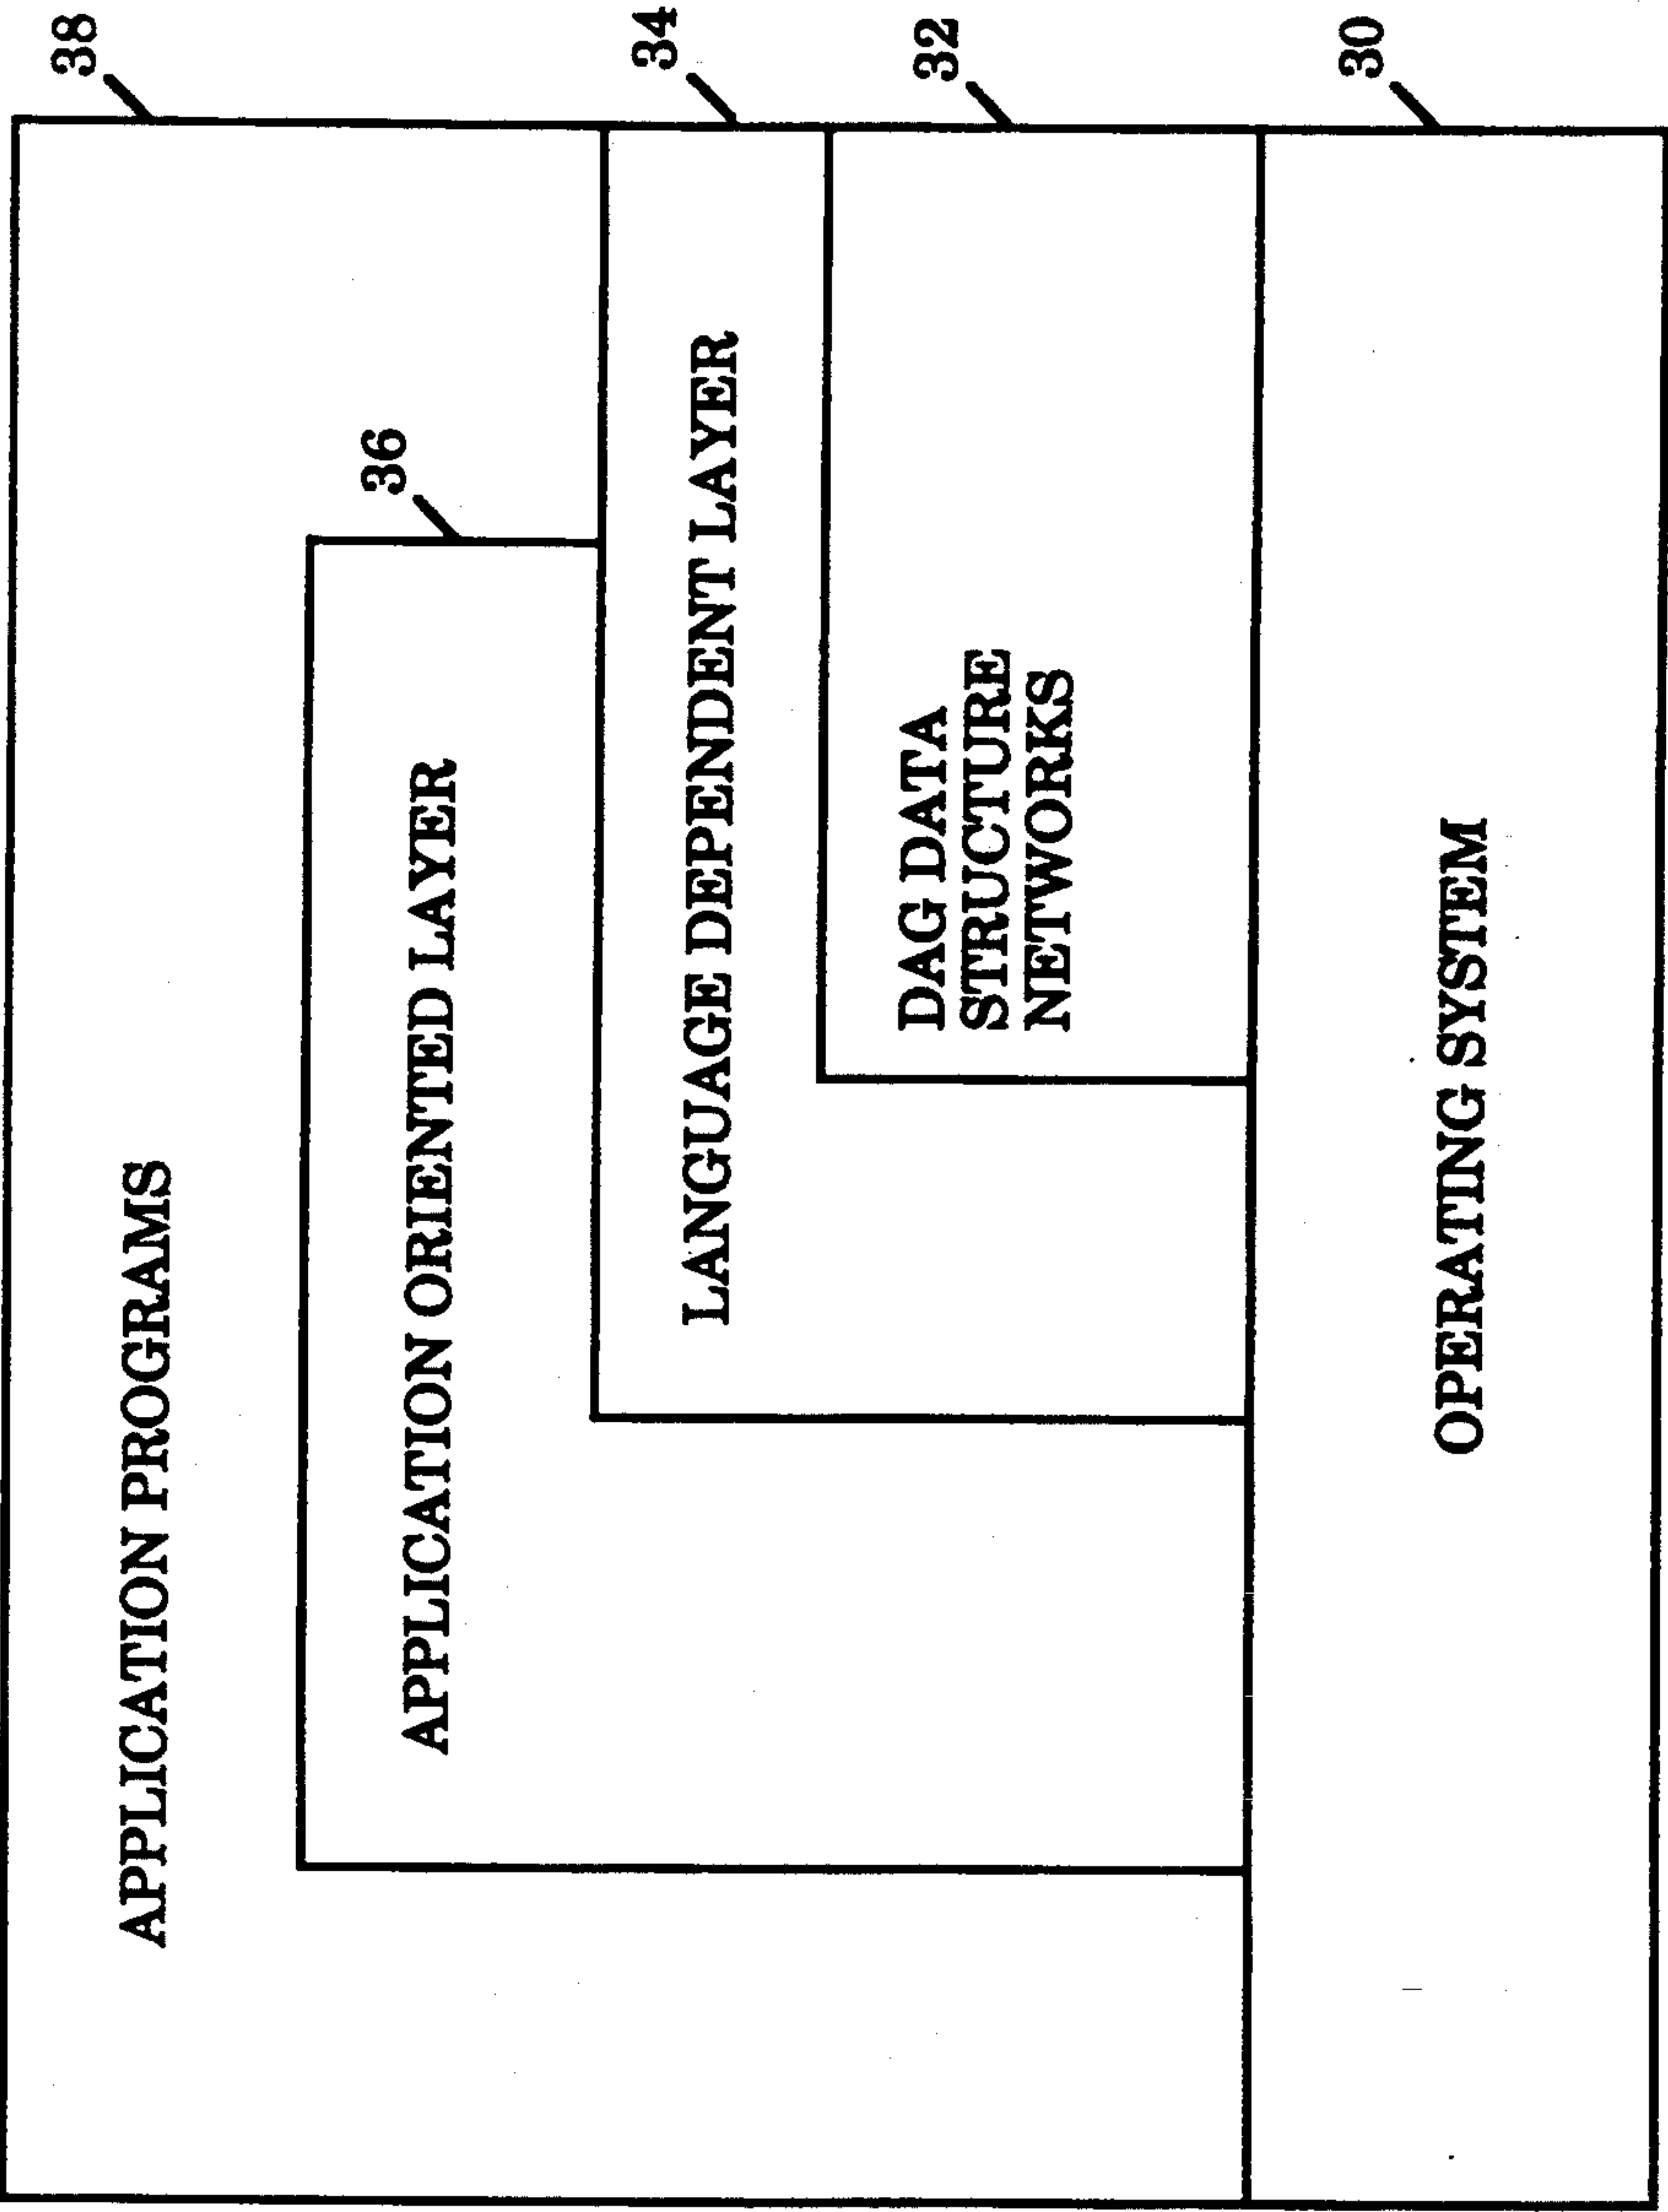 38
APPLICATION PROGRAMS
36
APPLICATION ORIENTED LAYER
34
LANGUAGE DEPENDENT LAYER
32
DAG DATA
STRUCTURE
NETWORKS
30
OPERATING SYSTEM